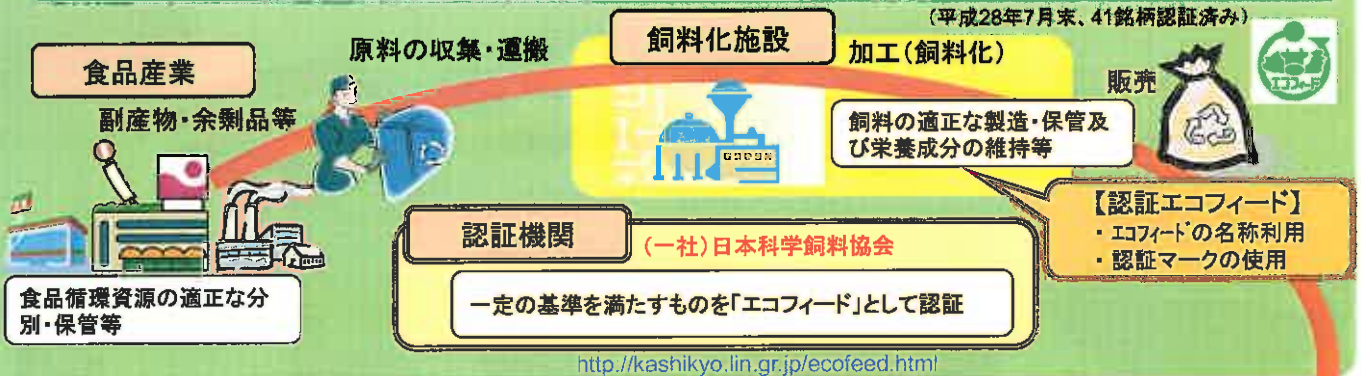 (平成28年7月末、41銘柄認証済み)
食品産業
原料の収集・運搬
飼料化施設
加工(飼料化)
販売
エコフィード
副産物・余剰品等
飼料の適正な製造・保管及
び栄養成分の維持等
【認証エコフィード】
・エコフィードの名称利用
・認証マークの使用
認証機関
(一社)日本科学飼料協会
一定の基準を満たすものを「エコフィード」として認証
食品循環資源の適正な分
別・保管等
http://kashikyo.lin.gr.jp/ecofeed.html